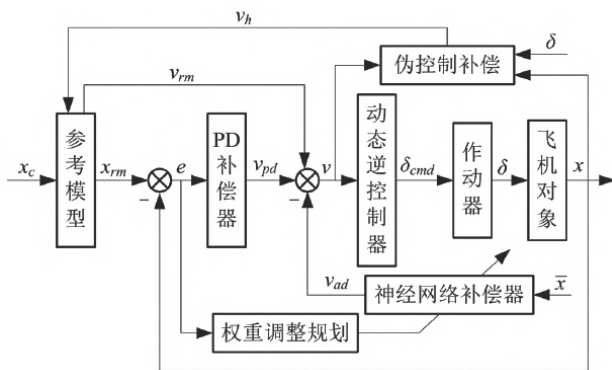 v_h
伪控制补偿
δ
v_rm
x_c
参考模型
x_rm
-
e
PD补偿器
v_pd
-
v
动态逆控制器
δ_cmd
作动器
δ
飞机对象
x
v_ad
神经网络补偿器
x̅
权重调整规划